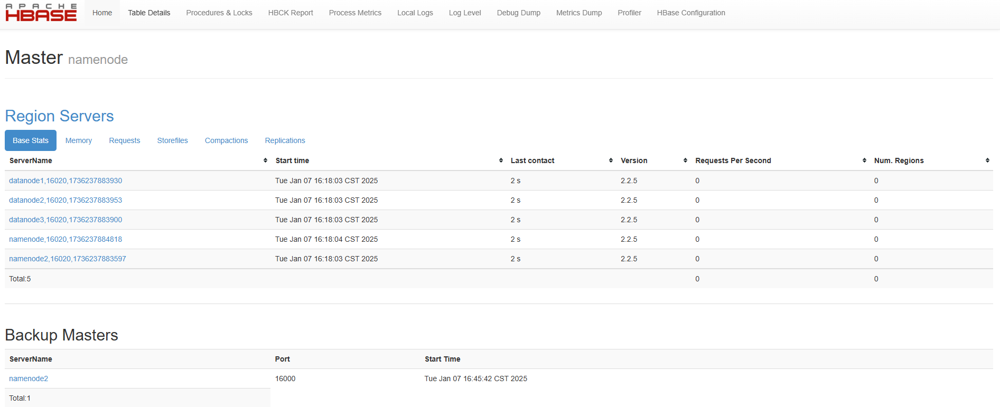 APACHE
HBASE
Home Table Details Procedures & Locks HBCK Report Process Metrics Local Logs Log Level Debug Dump Metrics Dump Profiler HBase Configuration
Master namenode
Region Servers
Base Stats Memory Requests Storefiles Compactions Replications
ServerName Start time Last contact Version Requests Per Second Num. Regions
datanode1,16020,1736237883930 Tue Jan 07 16:18:03 CST 2025 2 s 2.2.5 0 0
datanode2,16020,1736237883953 Tue Jan 07 16:18:03 CST 2025 2 s 2.2.5 0 0
datanode3,16020,1736237883900 Tue Jan 07 16:18:03 CST 2025 2 s 2.2.5 0 0
namenode,16020,1736237884818 Tue Jan 07 16:18:04 CST 2025 2 s 2.2.5 0 0
namenode2,16020,1736237883597 Tue Jan 07 16:18:03 CST 2025 2 s 2.2.5 0 0
Total:5 0 0
Backup Masters
ServerName Port Start Time
namenode2 16000 Tue Jan 07 16:45:42 CST 2025
Total:1